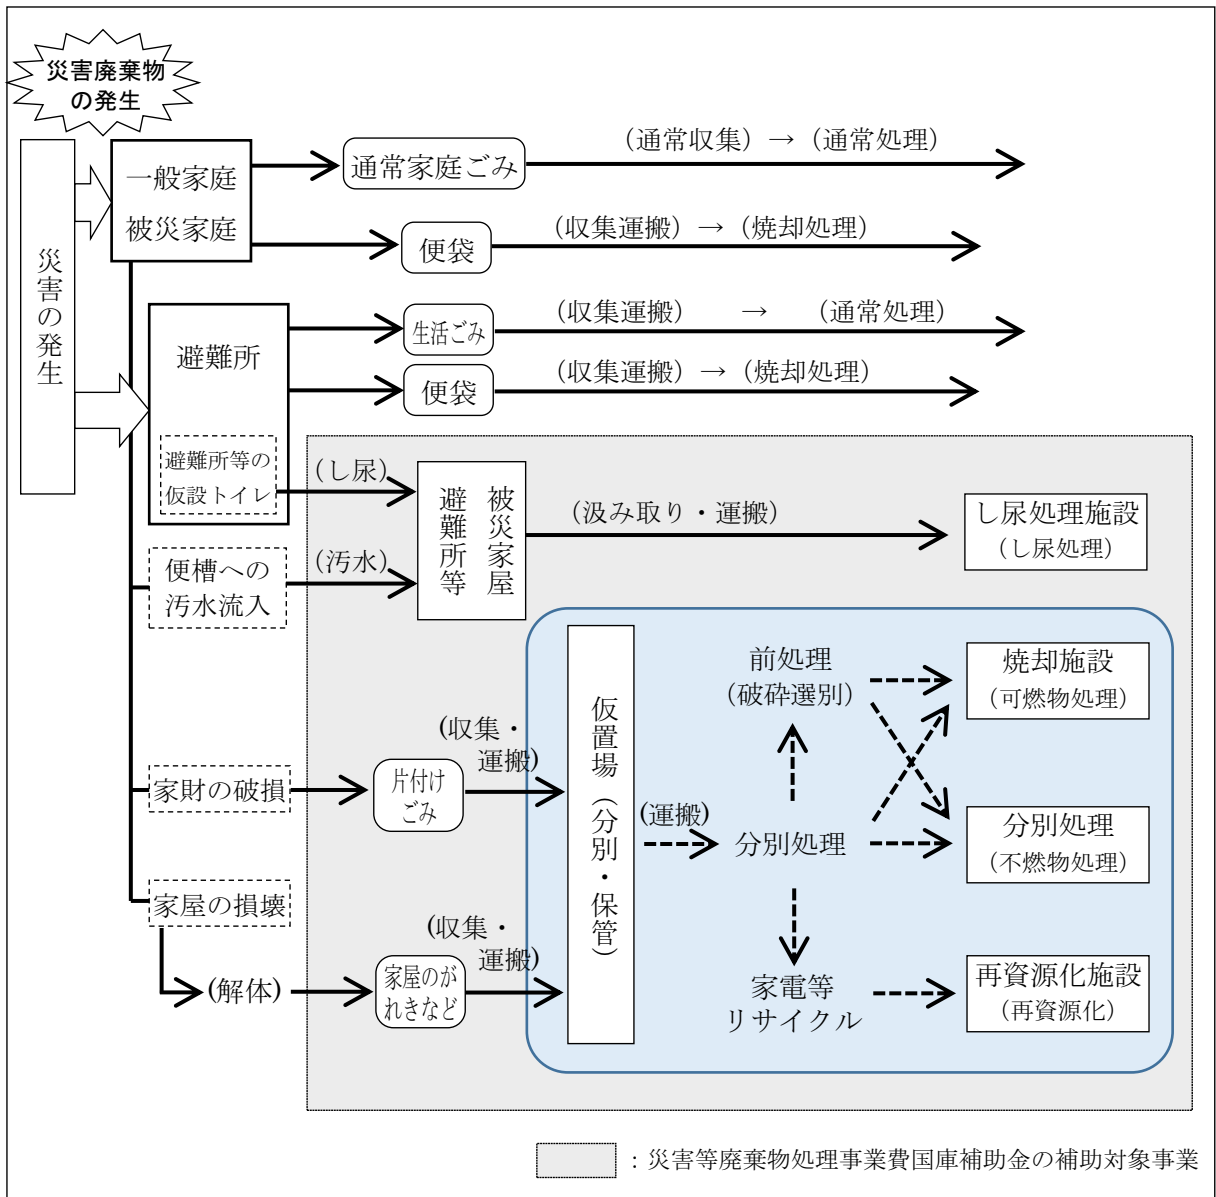 災害廃棄物
の発生
災害の発生
一般家庭
被災家庭
通常家庭ごみ
（通常収集）→（通常処理）
便袋
（収集運搬）→（焼却処理）
避難所
生活ごみ
（収集運搬）　→　（通常処理）
便袋
（収集運搬）→（焼却処理）
避難所等の
仮設トイレ
（し尿）
便槽への
汚水流入
（汚水）
被災家屋
避難所等
（汲み取り・運搬）
し尿処理施設
（し尿処理）
家財の破損
片付け
ごみ
(収集・
運搬)
家屋の損壊
(解体)
家屋のが
れきなど
(収集・
運搬)
仮置場（分別・保管）
(運搬)
前処理
（破砕選別）
分別処理
家電等
リサイクル
焼却施設
（可燃物処理）
分別処理
（不燃物処理）
再資源化施設
（再資源化）
：災害等廃棄物処理事業費国庫補助金の補助対象事業